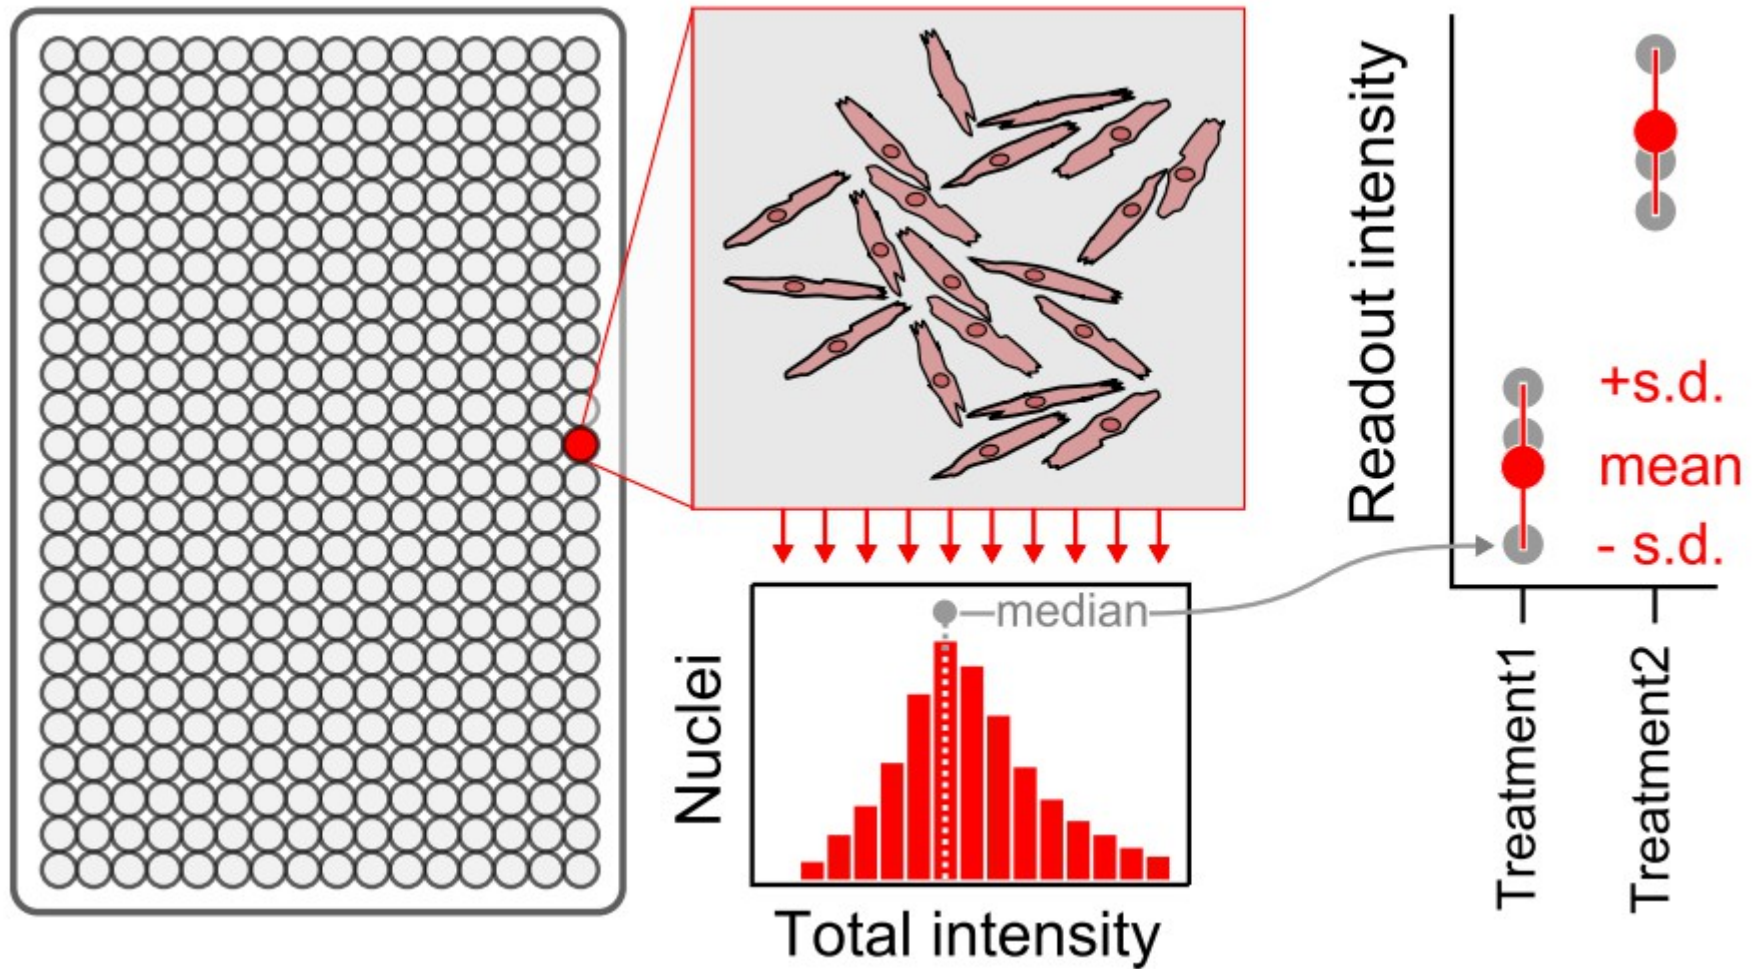 median
Nuclei
Total intensity
Readout intensity
+s.d.
mean
- s.d.
Treatment1
Treatment2